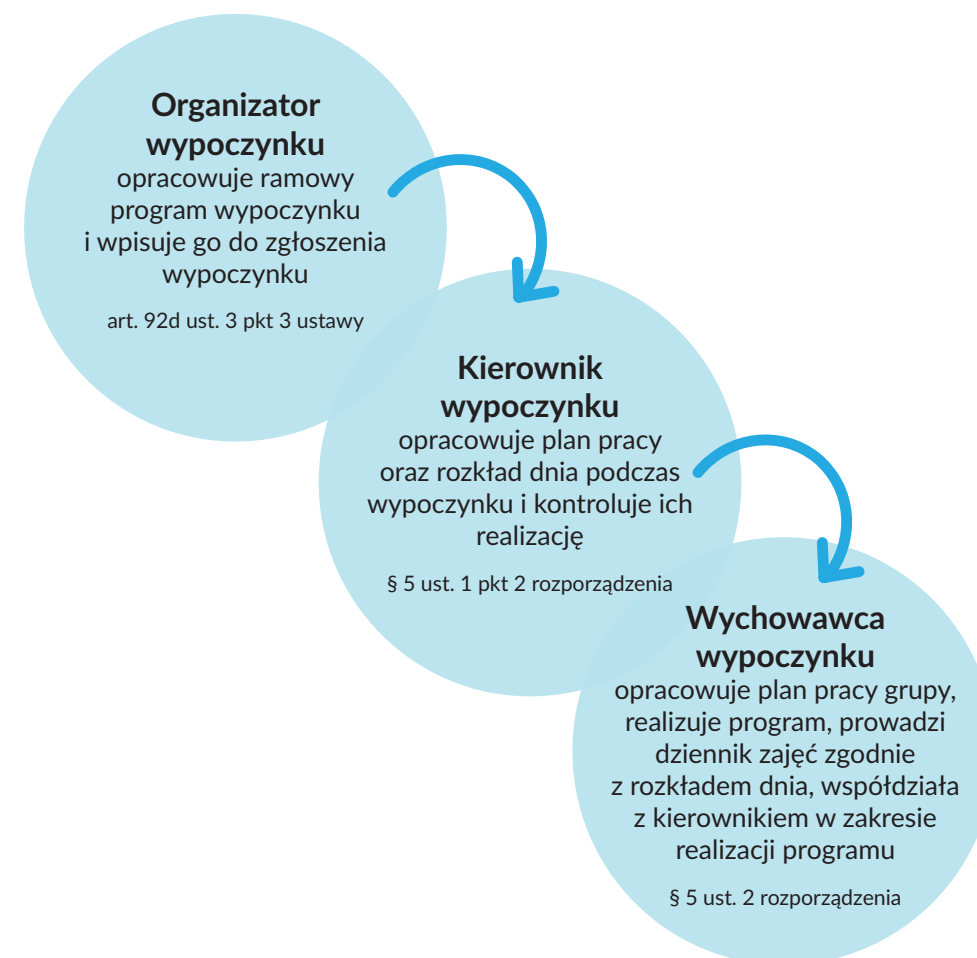 Organizator
wypoczynku
opracowuje ramowy
program wypoczynku
i wpisuje go do zgłoszenia
wypoczynku
art. 92d ust. 3 pkt 3 ustawy
Kierownik
wypoczynku
opracowuje plan pracy
oraz rozkład dnia podczas
wypoczynku i kontroluje ich
realizację
§ 5 ust. 1 pkt 2 rozporządzenia
Wychowawca
wypoczynku
opracowuje plan pracy grupy,
realizuje program, prowadzi
dziennik zajęć zgodnie
z rozkładem dnia, współdziała
z kierownikiem w zakresie
realizacji programu
§ 5 ust. 2 rozporządzenia